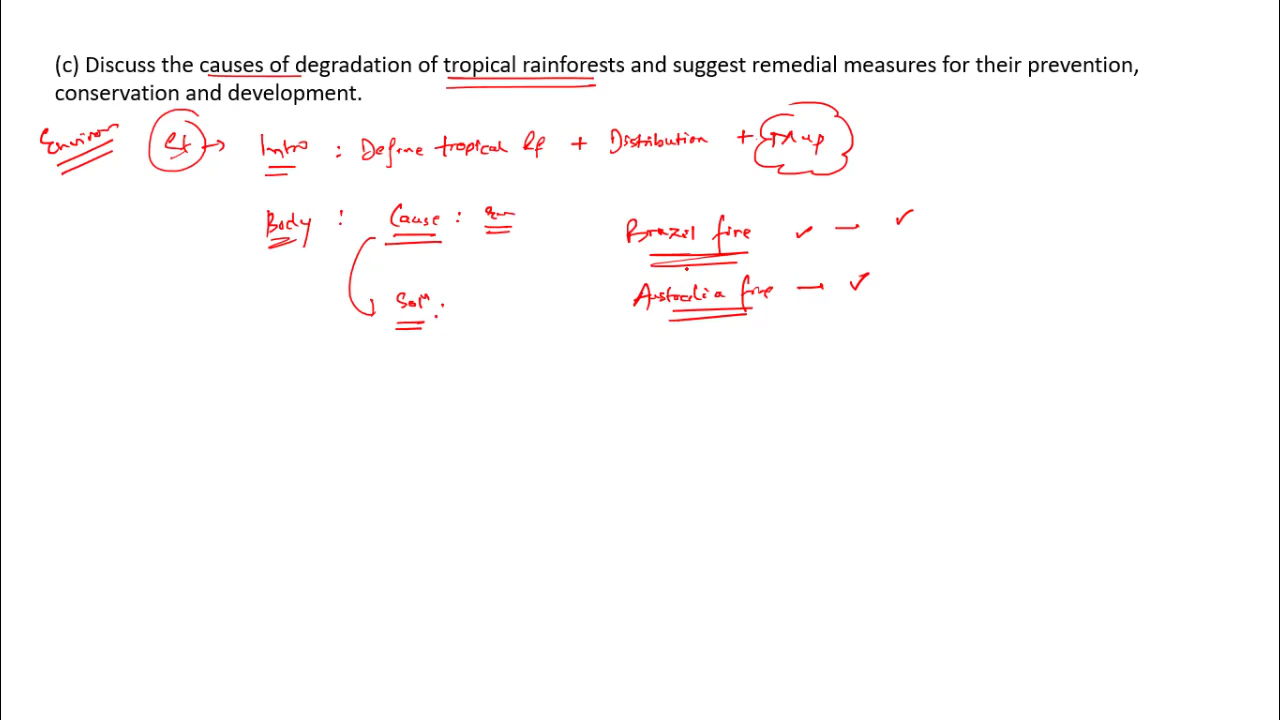 (c) Discuss the causes of degradation of tropical rainforests and suggest remedial measures for their prevention,
conservation and development.
Environ Intro : Define tropical Rf + Distribution + map
Body : Cause : Brazil fire ✓ – ✓
Soln : Australia fire – ✓